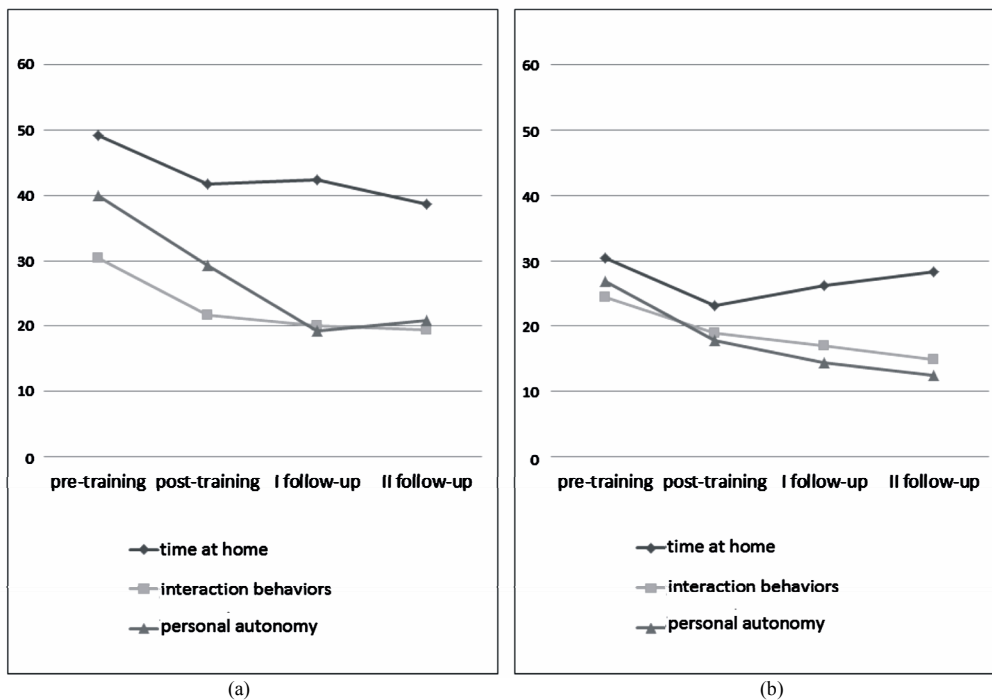 60
50
40
30
20
10
0
pre-training post-training I follow-up II follow-up
time at home
interaction behaviors
personal autonomy
(a)
60
50
40
30
20
10
0
pre-training post-training I follow-up II follow-up
time at home
interaction behaviors
personal autonomy
(b)